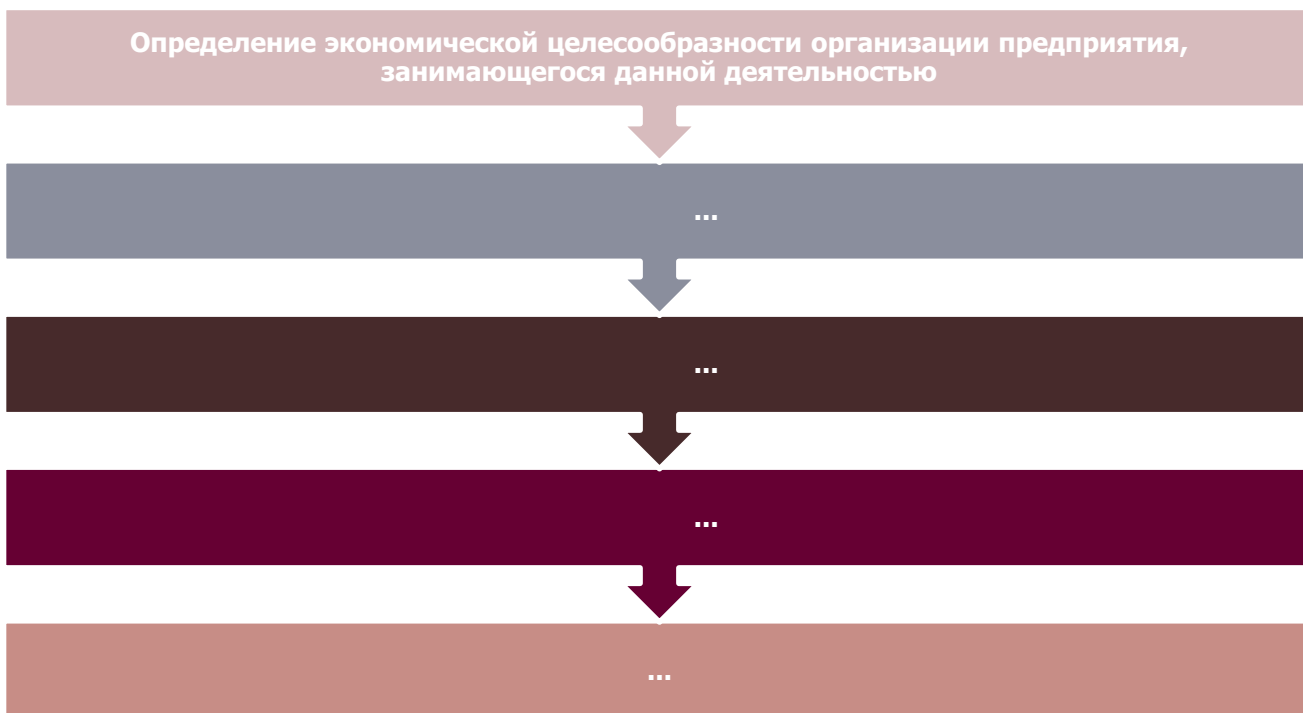 Определение экономической целесообразности организации предприятия,
занимающегося данной деятельностью
...
...
...
...